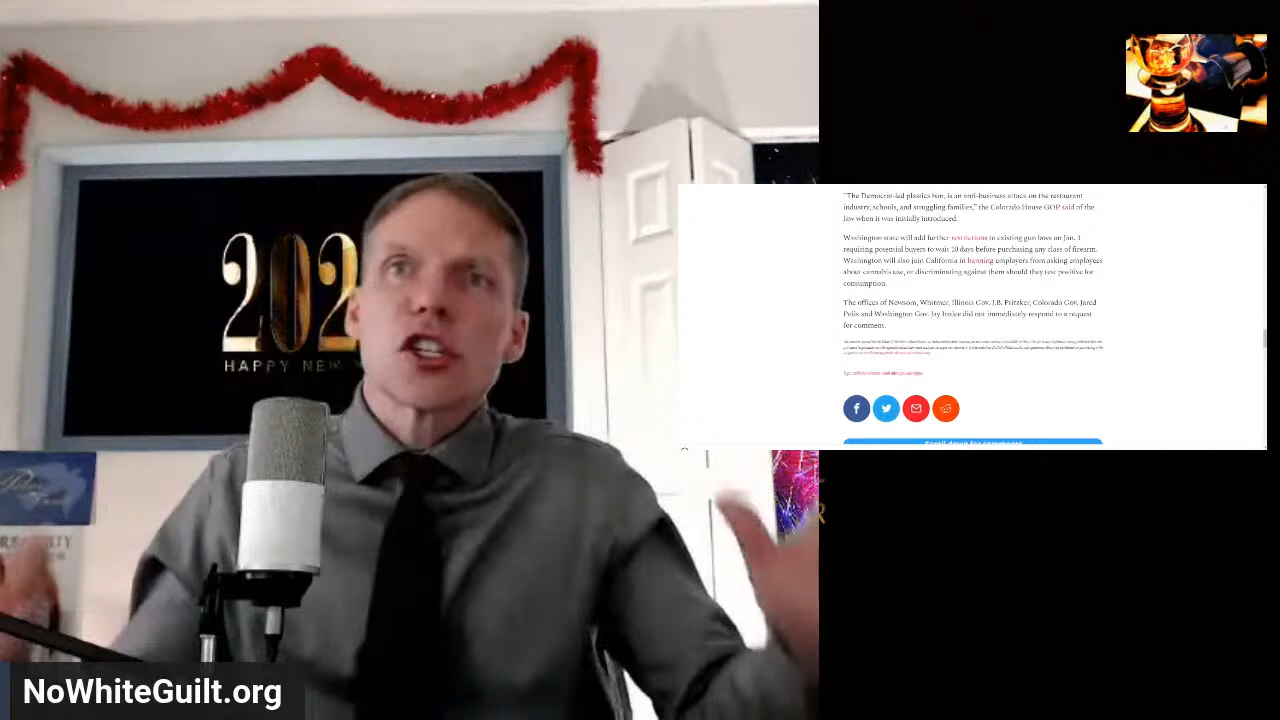 202
HAPPY NEW
"The Democrat-led plastics ban, is an anti-business attack on the restaurant
industry, schools, and struggling families," the Colorado House GOP said of the
law when it was initially introduced.
Washington state will add further restrictions to existing gun laws on Jan. 1
requiring potential buyers to wait 10 days before purchasing any class of firearm.
Washington will also join California in banning employers from asking employees
about cannabis use, or discriminating against them should they test positive for
consumption.
The offices of Newsom, Whitmer, Illinois Gov. J.B. Pritzker, Colorado Gov. Jared
Polis and Washington Gov. Jay Inslee did not immediately respond to a request
for comment.
Scroll down for comments
NoWhiteGuilt.org